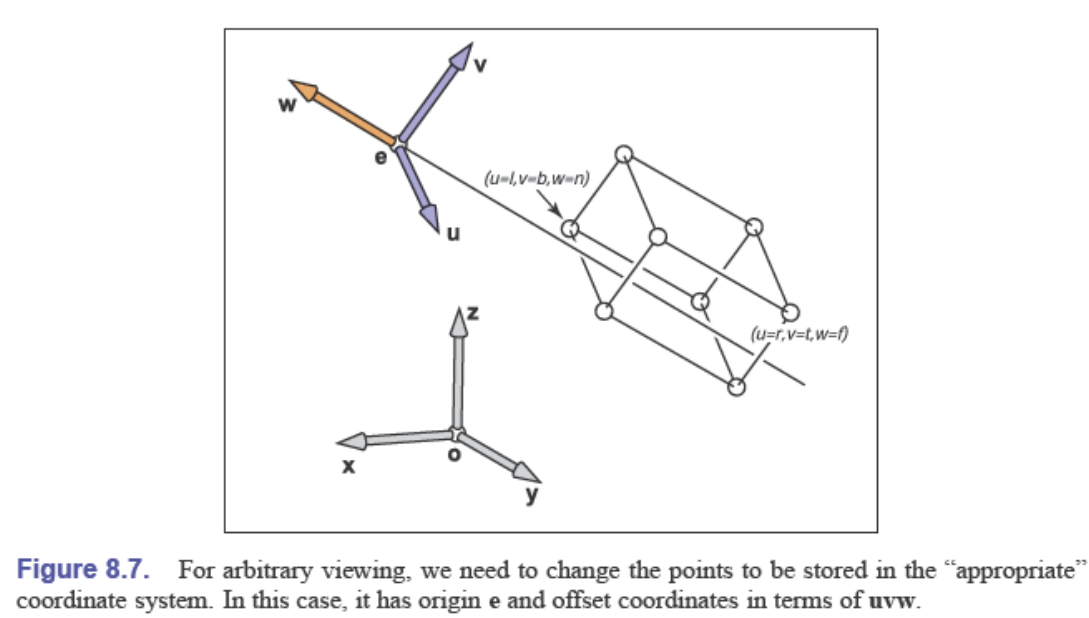 v
w
e
(u=l,v=b,w=n)
u
z
(u=r,v=t,w=f)
o
x
y
Figure 8.7. For arbitrary viewing, we need to change the points to be stored in the “appropriate”
coordinate system. In this case, it has origin e and offset coordinates in terms of uvw.